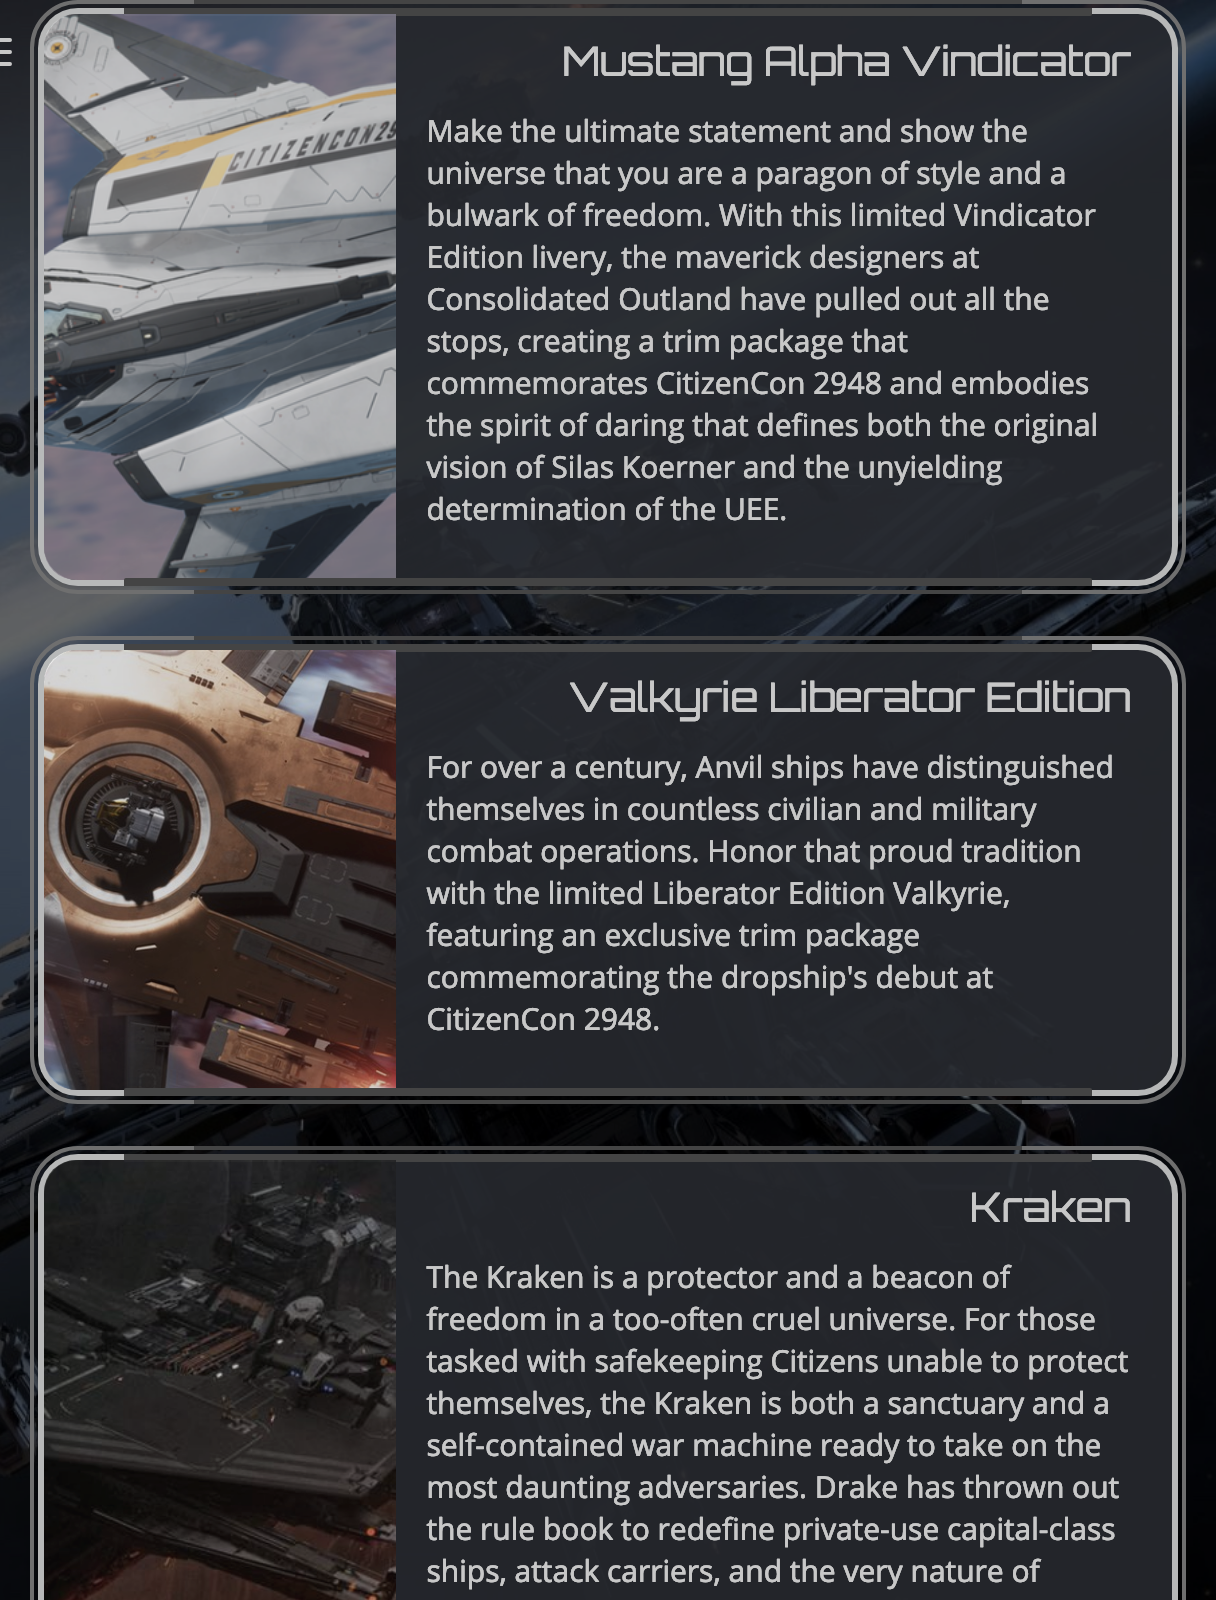 Mustang Alpha Vindicator
CITIZENCON29
Make the ultimate statement and show the
universe that you are a paragon of style and a
bulwark of freedom. With this limited Vindicator
Edition livery, the maverick designers at
Consolidated Outland have pulled out all the
stops, creating a trim package that
commemorates CitizenCon 2948 and embodies
the spirit of daring that defines both the original
vision of Silas Koerner and the unyielding
determination of the UEE.
Valkyrie Liberator Edition
For over a century, Anvil ships have distinguished
themselves in countless civilian and military
combat operations. Honor that proud tradition
with the limited Liberator Edition Valkyrie,
featuring an exclusive trim package
commemorating the dropship's debut at
CitizenCon 2948.
Kraken
The Kraken is a protector and a beacon of
freedom in a too-often cruel universe. For those
tasked with safekeeping Citizens unable to protect
themselves, the Kraken is both a sanctuary and a
self-contained war machine ready to take on the
most daunting adversaries. Drake has thrown out
the rule book to redefine private-use capital-class
ships, attack carriers, and the very nature of